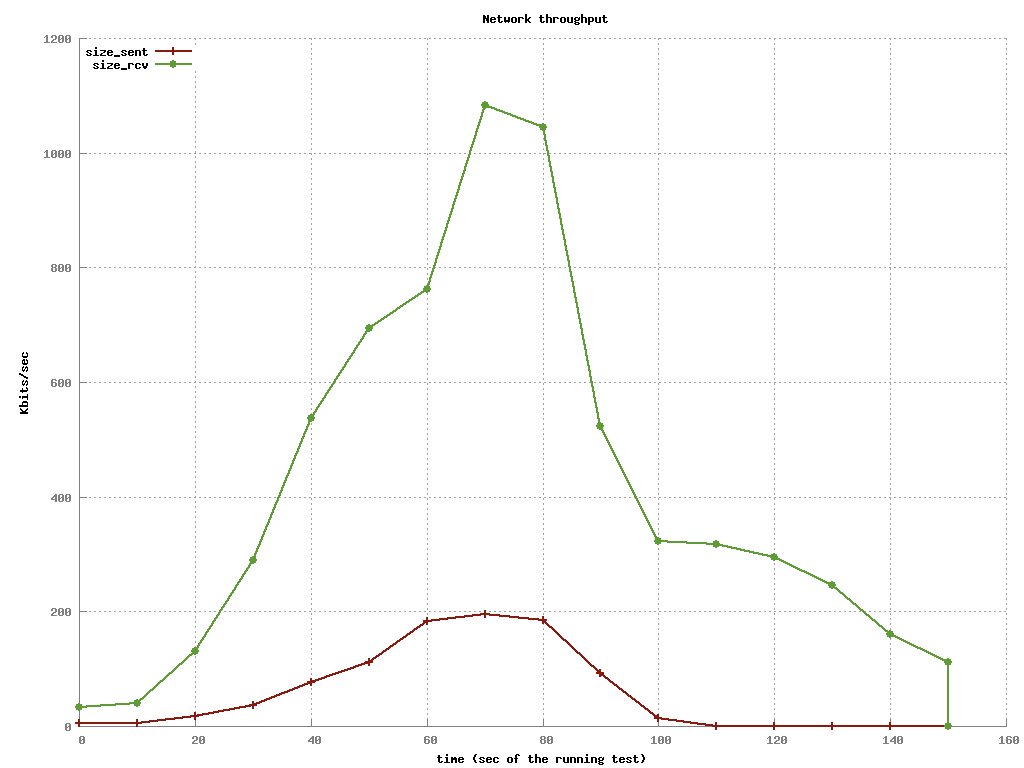 Network throughput
size_sent
size_rcv
1200
1000
800
600
400
200
0
Kbits/sec
0 20 40 60 80 100 120 140 160
time (sec of the running test)